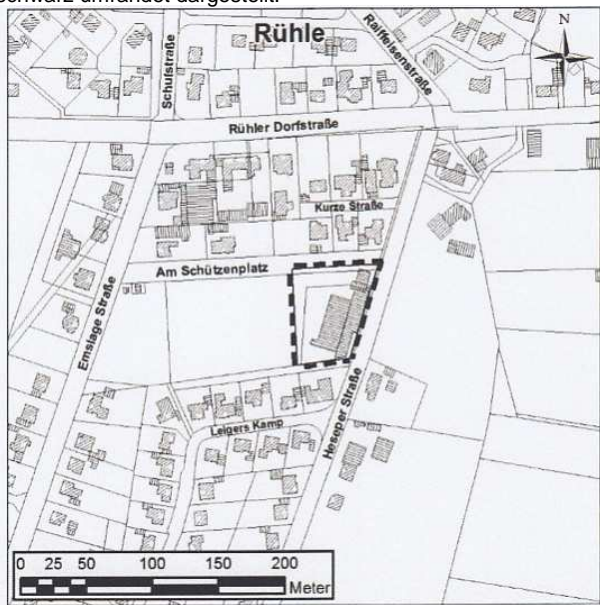 schwarz umrandet dargestellt.
Rühle
N
Schulstraße
Raiffeisenstraße
Rühler Dorfstraße
Kurze Straße
Am Schützenplatz
Emslage Straße
Heseper Straße
Leigers Kamp
0 25 50 100 150 200
Meter